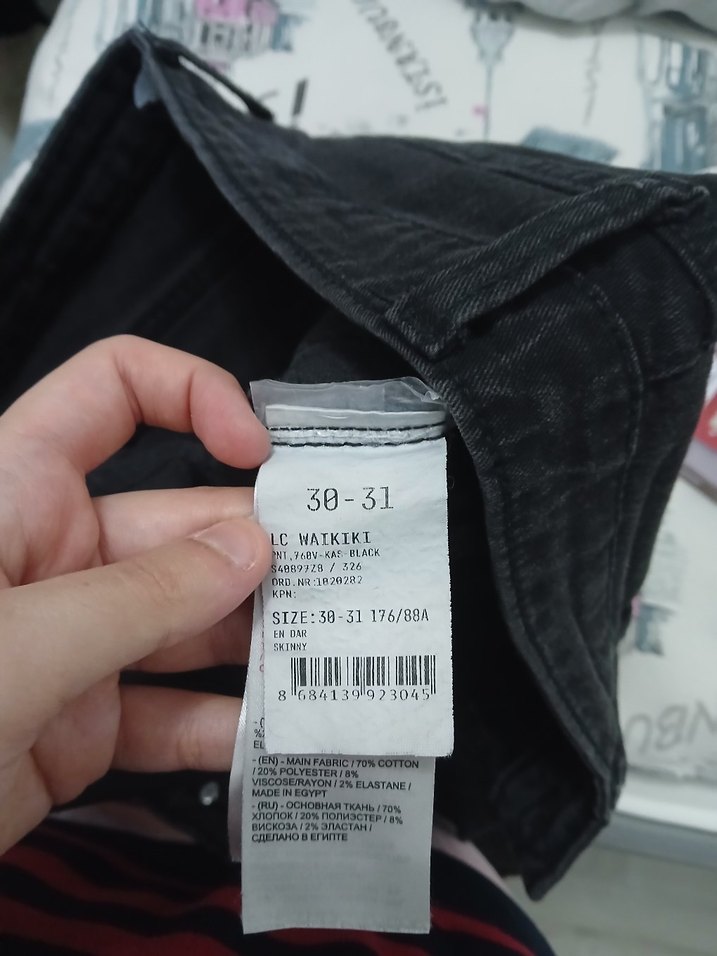 İSTANBUL
30-31
LC WAIKIKI
PNT,760V-KAS-BLACK
S4089728 / 326
ORD.NR:1020282
KPN:
SIZE:30-31 176/88A
EN DAR
SKINNY
8 684139 923045
- (EN) - MAIN FABRIC / 70% COTTON
/ 20% POLYESTER / 8%
VISCOSE/RAYON / 2% ELASTANE /
MADE IN EGYPT
- (RU) - ОСНОВНАЯ ТКАНЬ / 70%
ХЛОПОК / 20% ПОЛИЭСТЕР / 8%
ВИСКОЗА / 2% ЭЛАСТАН /
СДЕЛАНО В ЕГИПТЕ